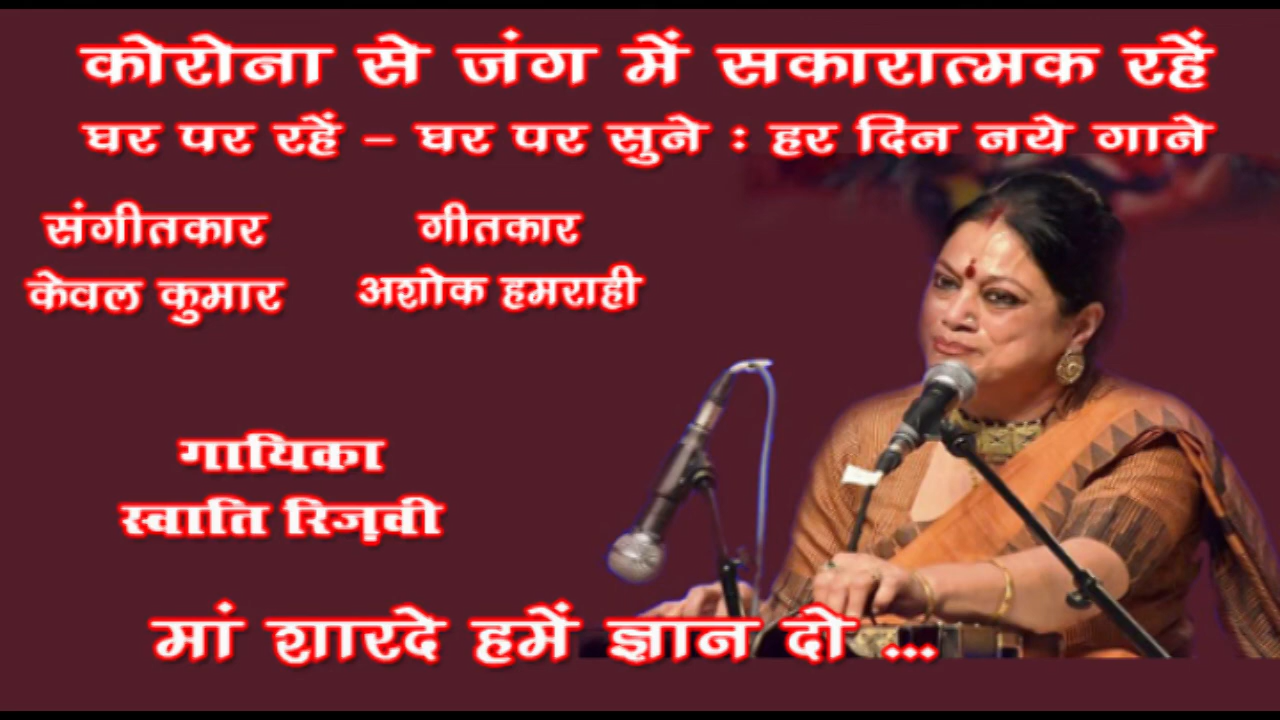 कोरोना से जंग में सकारात्मक रहें
घर पर रहें - घर पर सुने : हर दिन नये गाने
संगीतकार
केवल कुमार
गीतकार
अशोक हमराही
गायिका
स्वाति रिज़वी
मां शारदे हमें ज्ञान दो ...